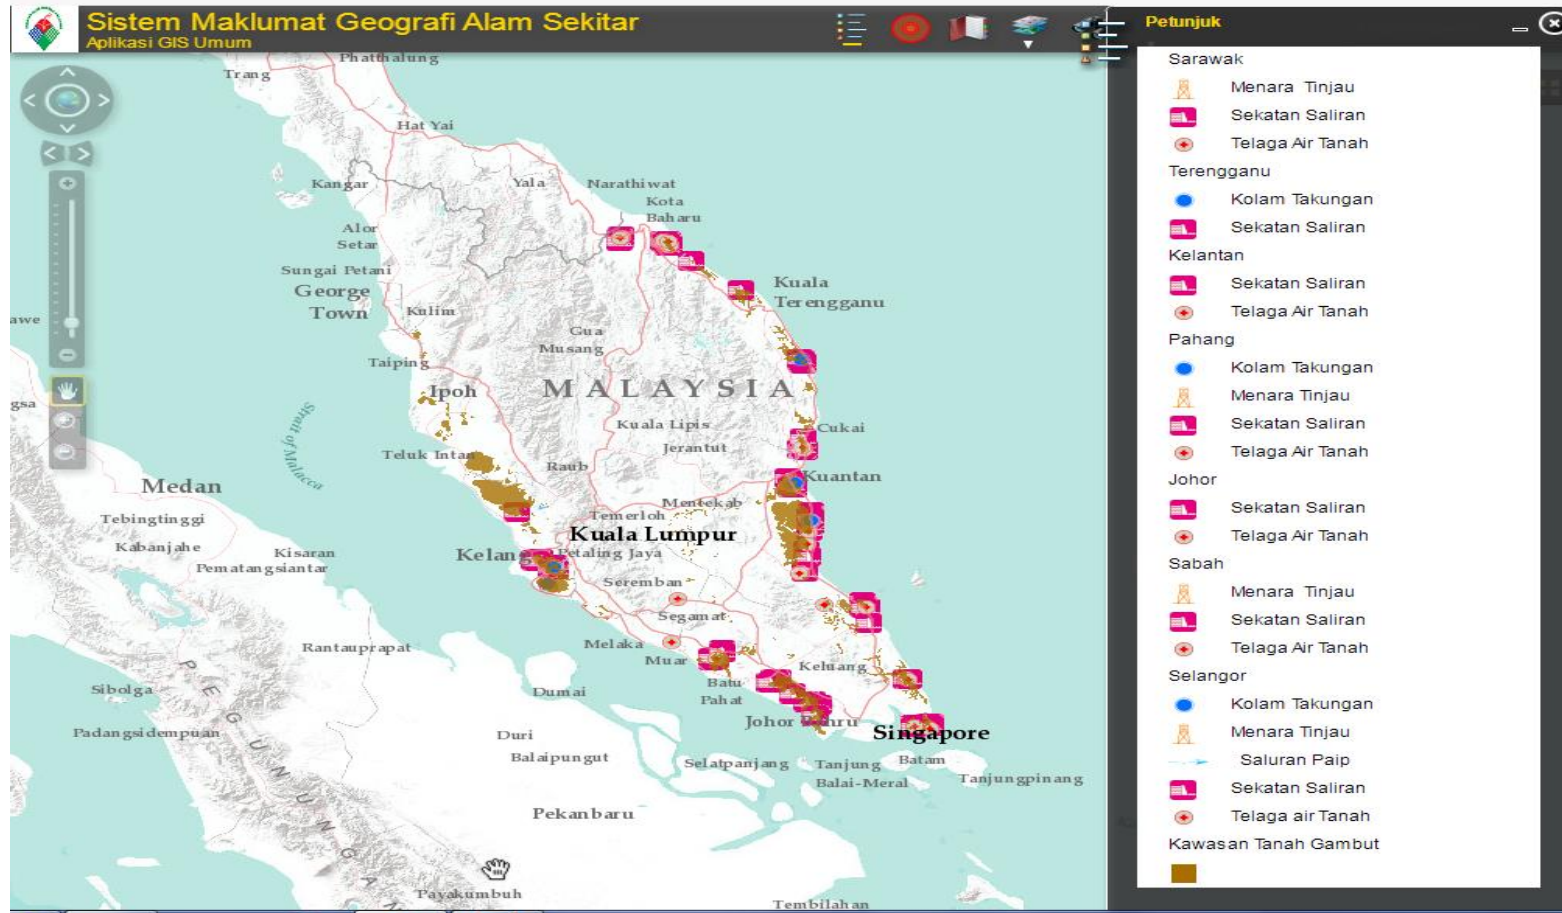 Sistem Maklumat Geografi Alam Sekitar
Aplikasi GIS Umum
Petunjuk
Sarawak
Menara Tinjau
Sekatan Saliran
Telaga Air Tanah
Terengganu
Kolam Takungan
Sekatan Saliran
Kelantan
Sekatan Saliran
Telaga Air Tanah
Pahang
Kolam Takungan
Menara Tinjau
Sekatan Saliran
Telaga Air Tanah
Johor
Sekatan Saliran
Telaga Air Tanah
Sabah
Menara Tinjau
Sekatan Saliran
Telaga Air Tanah
Selangor
Kolam Takungan
Menara Tinjau
Saluran Paip
Sekatan Saliran
Telaga air Tanah
Kawasan Tanah Gambut
Phatthalung
Trang
Hat Yai
Kangar
Yala
Narathiwat
Kota
Baharu
Alor
Setar
Sungai Petani
George
Town
Kulim
Kuala
Terengganu
Gua
Musang
Taiping
Ipoh
MALAYSIA
Strait of Malacca
Kuala Lipis
Cukai
Jerantut
Teluk Intan
Raub
Kuantan
Medan
Mentekab
Temerloh
Tebingtinggi
Kuala Lumpur
Kabanjahe
Kisaran
Kelang
Petaling Jaya
Pematangsiantar
Seremban
Segamat
Melaka
Rantauprapat
Muar
Keluang
Sibolga
Dumai
Batu
Pahat
Johor Bahru
Singapore
Padangsidempuan
Duri
Balaipungut
Selatpanjang
Tanjung
Balai-Meral
Batam
Tanjungpinang
Pekanbaru
PEGUNUNGAN
Payakumbuh
Tembilahan